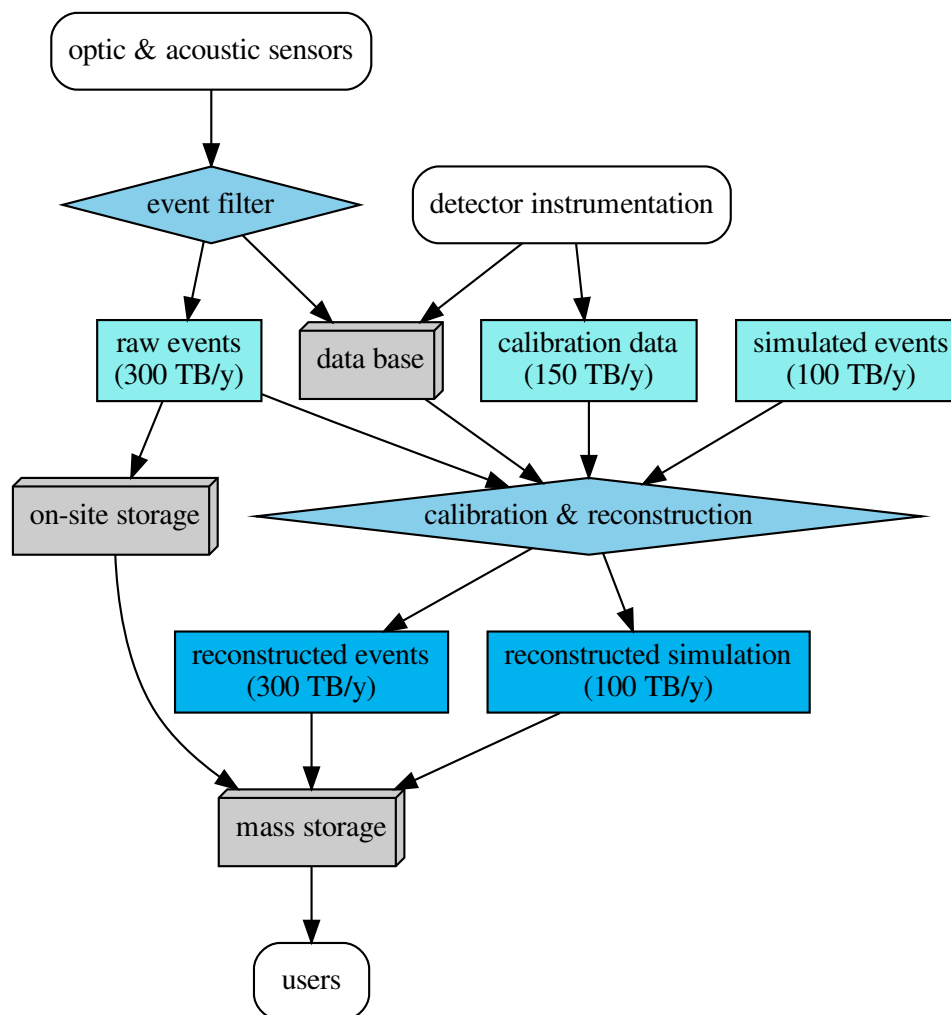 optic & acoustic sensors
event filter
detector instrumentation
raw events
(300 TB/y)
data base
calibration data
(150 TB/y)
simulated events
(100 TB/y)
on-site storage
calibration & reconstruction
reconstructed events
(300 TB/y)
reconstructed simulation
(100 TB/y)
mass storage
users